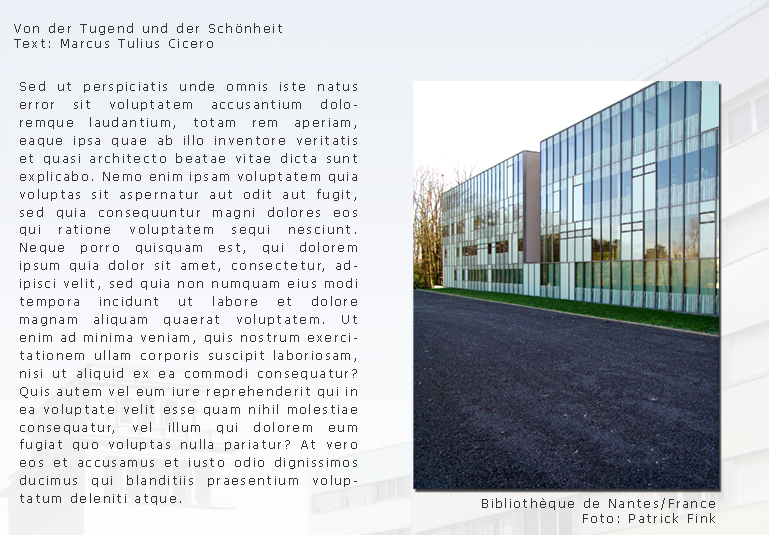 Von der Tugend und der Schönheit
Text: Marcus Tulius Cicero
Sed ut perspiciatis unde omnis iste natus
error sit voluptatem accusantium dolo-
remque laudantium, totam rem aperiam,
eaque ipsa quae ab illo inventore veritatis
et quasi architecto beatae vitae dicta sunt
explicabo. Nemo enim ipsam voluptatem quia
voluptas sit aspernatur aut odit aut fugit,
sed quia consequuntur magni dolores eos
qui ratione voluptatem sequi nesciunt.
Neque porro quisquam est, qui dolorem
ipsum quia dolor sit amet, consectetur, ad-
ipisci velit, sed quia non numquam eius modi
tempora incidunt ut labore et dolore
magnam aliquam quaerat voluptatem. Ut
enim ad minima veniam, quis nostrum exerci-
tationem ullam corporis suscipit laboriosam,
nisi ut aliquid ex ea commodi consequatur?
Quis autem vel eum iure reprehenderit qui in
ea voluptate velit esse quam nihil molestiae
consequatur, vel illum qui dolorem eum
fugiat quo voluptas nulla pariatur? At vero
eos et accusamus et iusto odio dignissimos
ducimus qui blanditiis praesentium volup-
tatum deleniti atque.
Bibliothèque de Nantes/France
Foto: Patrick Fink